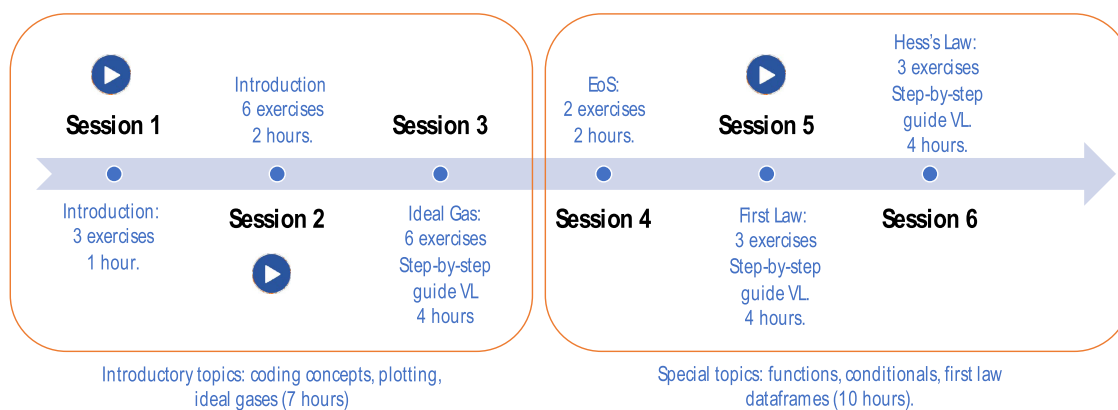 Session 1
Introduction:
3 exercises
1 hour.
Introduction
6 exercises
2 hours.
Session 2
Session 3
Ideal Gas:
6 exercises
Step-by-step
guide VL
4 hours
EoS:
2 exercises
2 hours.
Session 4
Session 5
First Law:
3 exercises
Step-by-step
guide VL.
4 hours.
Hess's Law:
3 exercises
Step-by-step
guide VL.
4 hours.
Session 6
Introductory topics: coding concepts, plotting,
ideal gases (7 hours)
Special topics: functions, conditionals, first law
dataframes (10 hours).